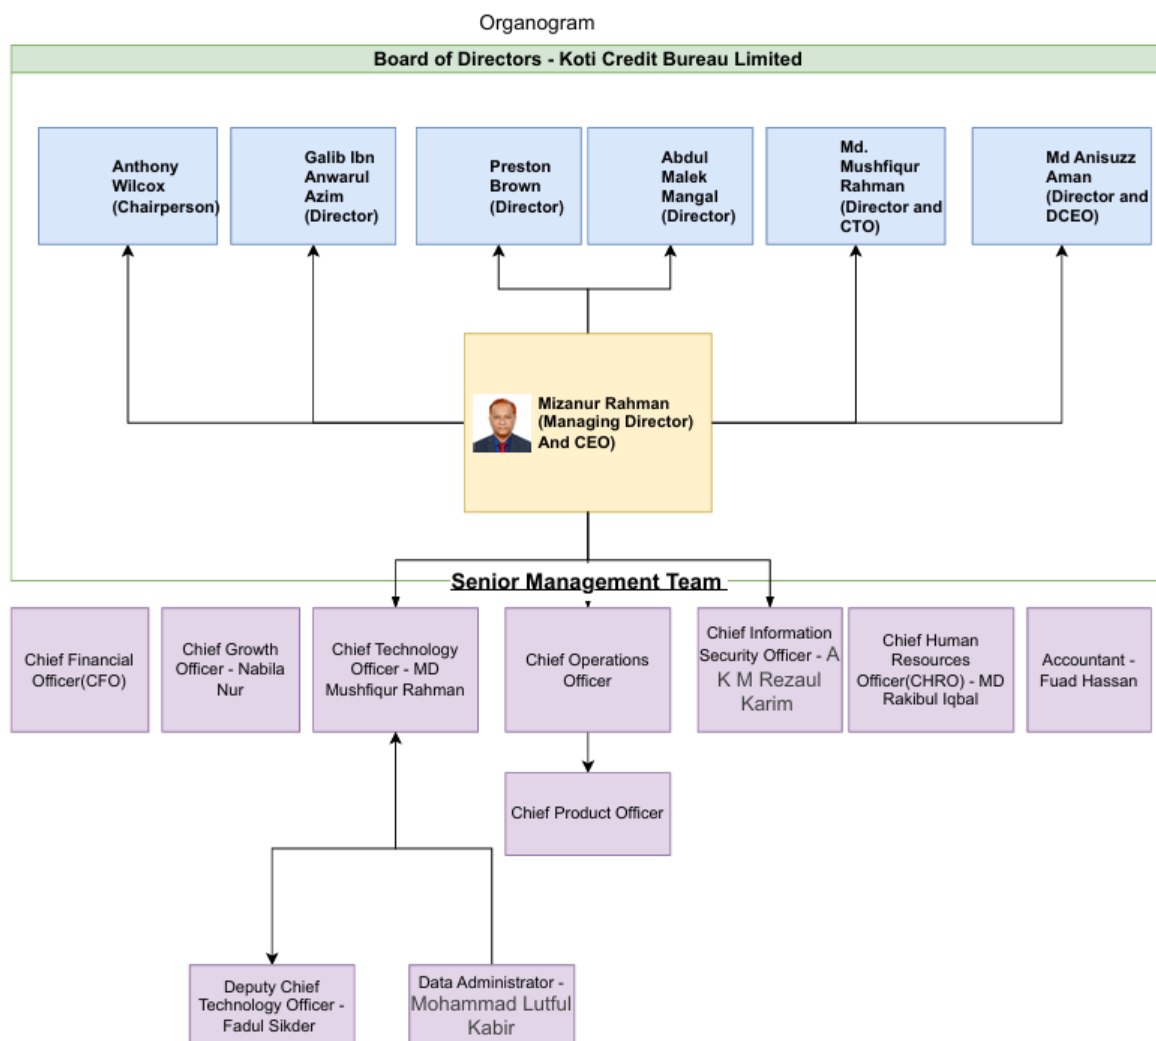 Organogram
Board of Directors - Koti Credit Bureau Limited
Anthony
Wilcox
(Chairperson)
Galib Ibn
Anwarul
Azim
(Director)
Preston
Brown
(Director)
Abdul
Malek
Mangal
(Director)
Md.
Mushfiqur
Rahman
(Director and
CTO)
Md Anisuzz
Aman
(Director and
DCEO)
Mizanur Rahman
(Managing Director)
And CEO)
Senior Management Team
Chief Financial
Officer(CFO)
Chief Growth
Officer - Nabila
Nur
Chief Technology
Officer - MD
Mushfiqur Rahman
Chief Operations
Officer
Chief Information
Security Officer - A
K M Rezaul
Karim
Chief Human
Resources
Officer(CHRO) - MD
Rakibul Iqbal
Accountant -
Fuad Hassan
Chief Product Officer
Deputy Chief
Technology Officer -
Fadul Sikder
Data Administrator -
Mohammad Lutful
Kabir